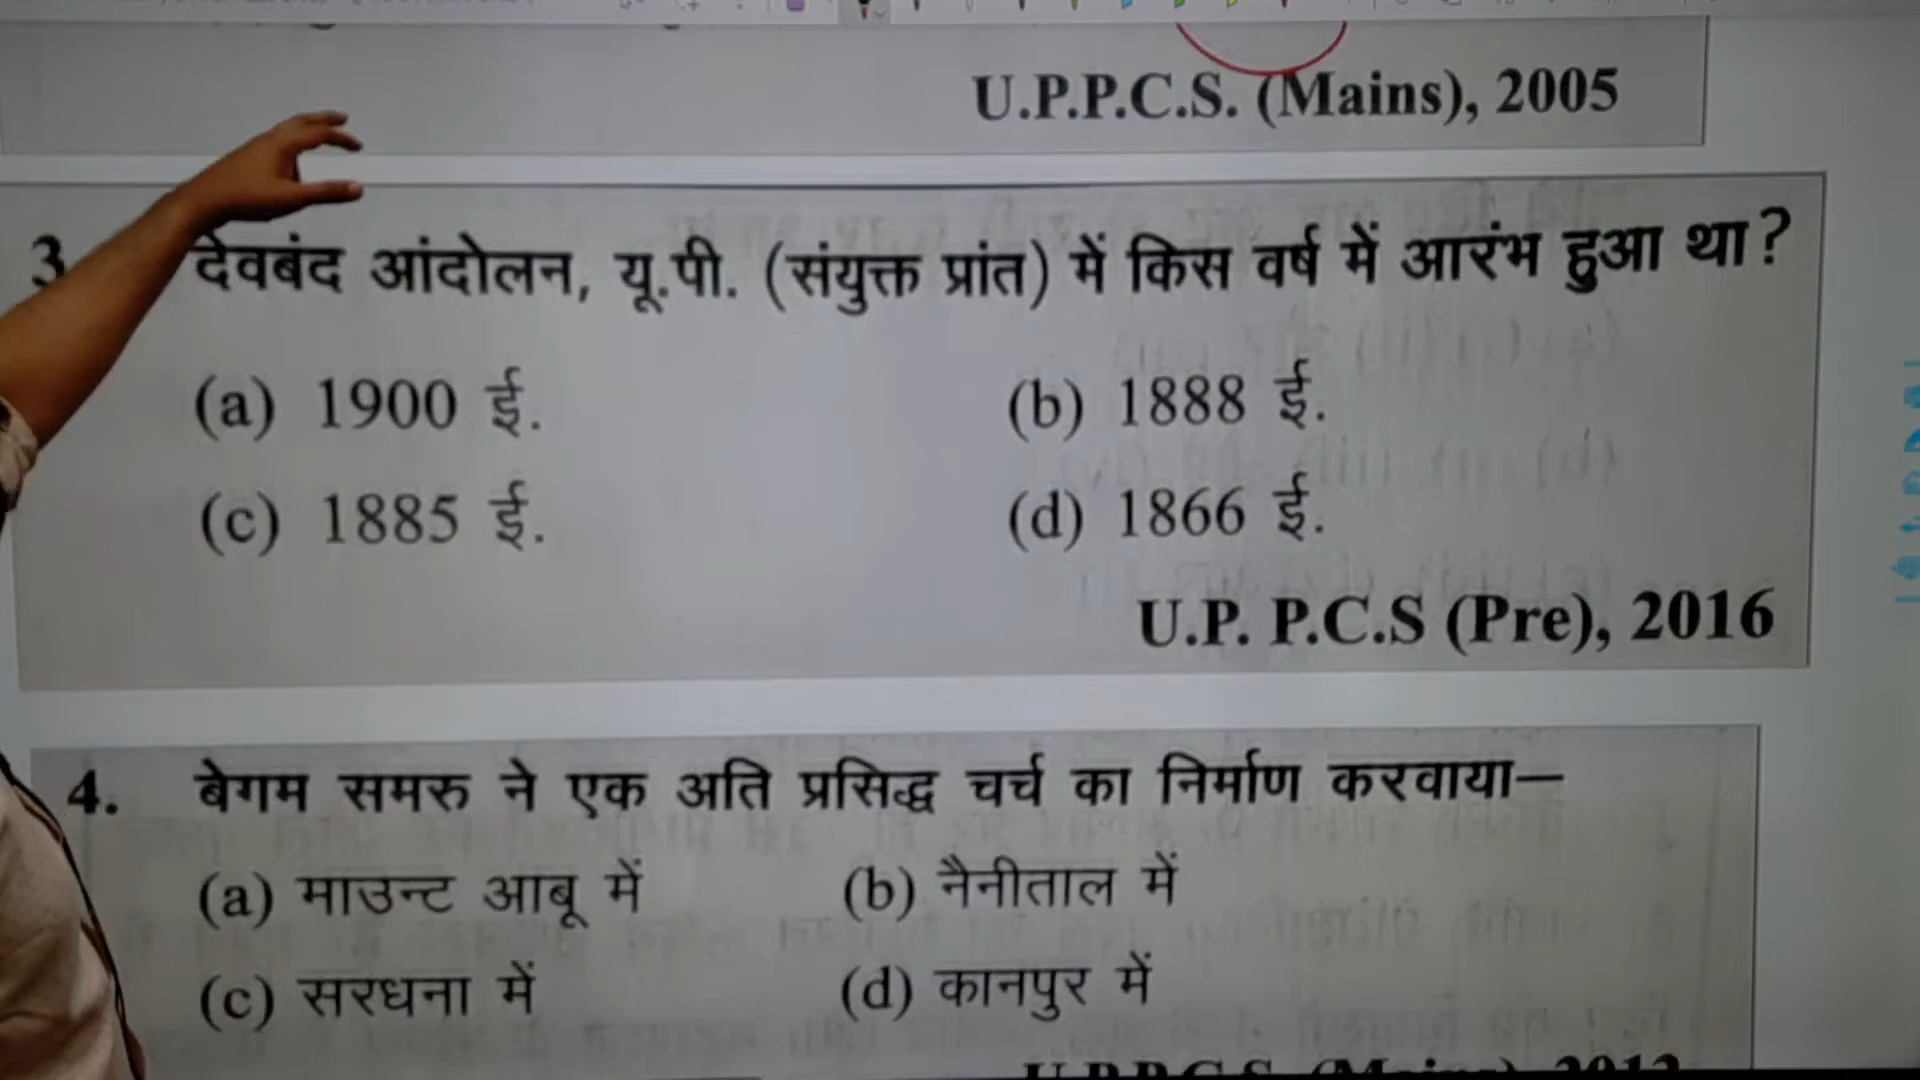 U.P.P.C.S. (Mains), 2005
3. देवबंद आंदोलन, यू.पी. (संयुक्त प्रांत) में किस वर्ष में आरंभ हुआ था?
(a) 1900 ई. (b) 1888 ई.
(c) 1885 ई. (d) 1866 ई.
U.P. P.C.S (Pre), 2016
4. बेगम समरु ने एक अति प्रसिद्ध चर्च का निर्माण करवाया—
(a) माउन्ट आबू में (b) नैनीताल में
(c) सरधना में (d) कानपुर में